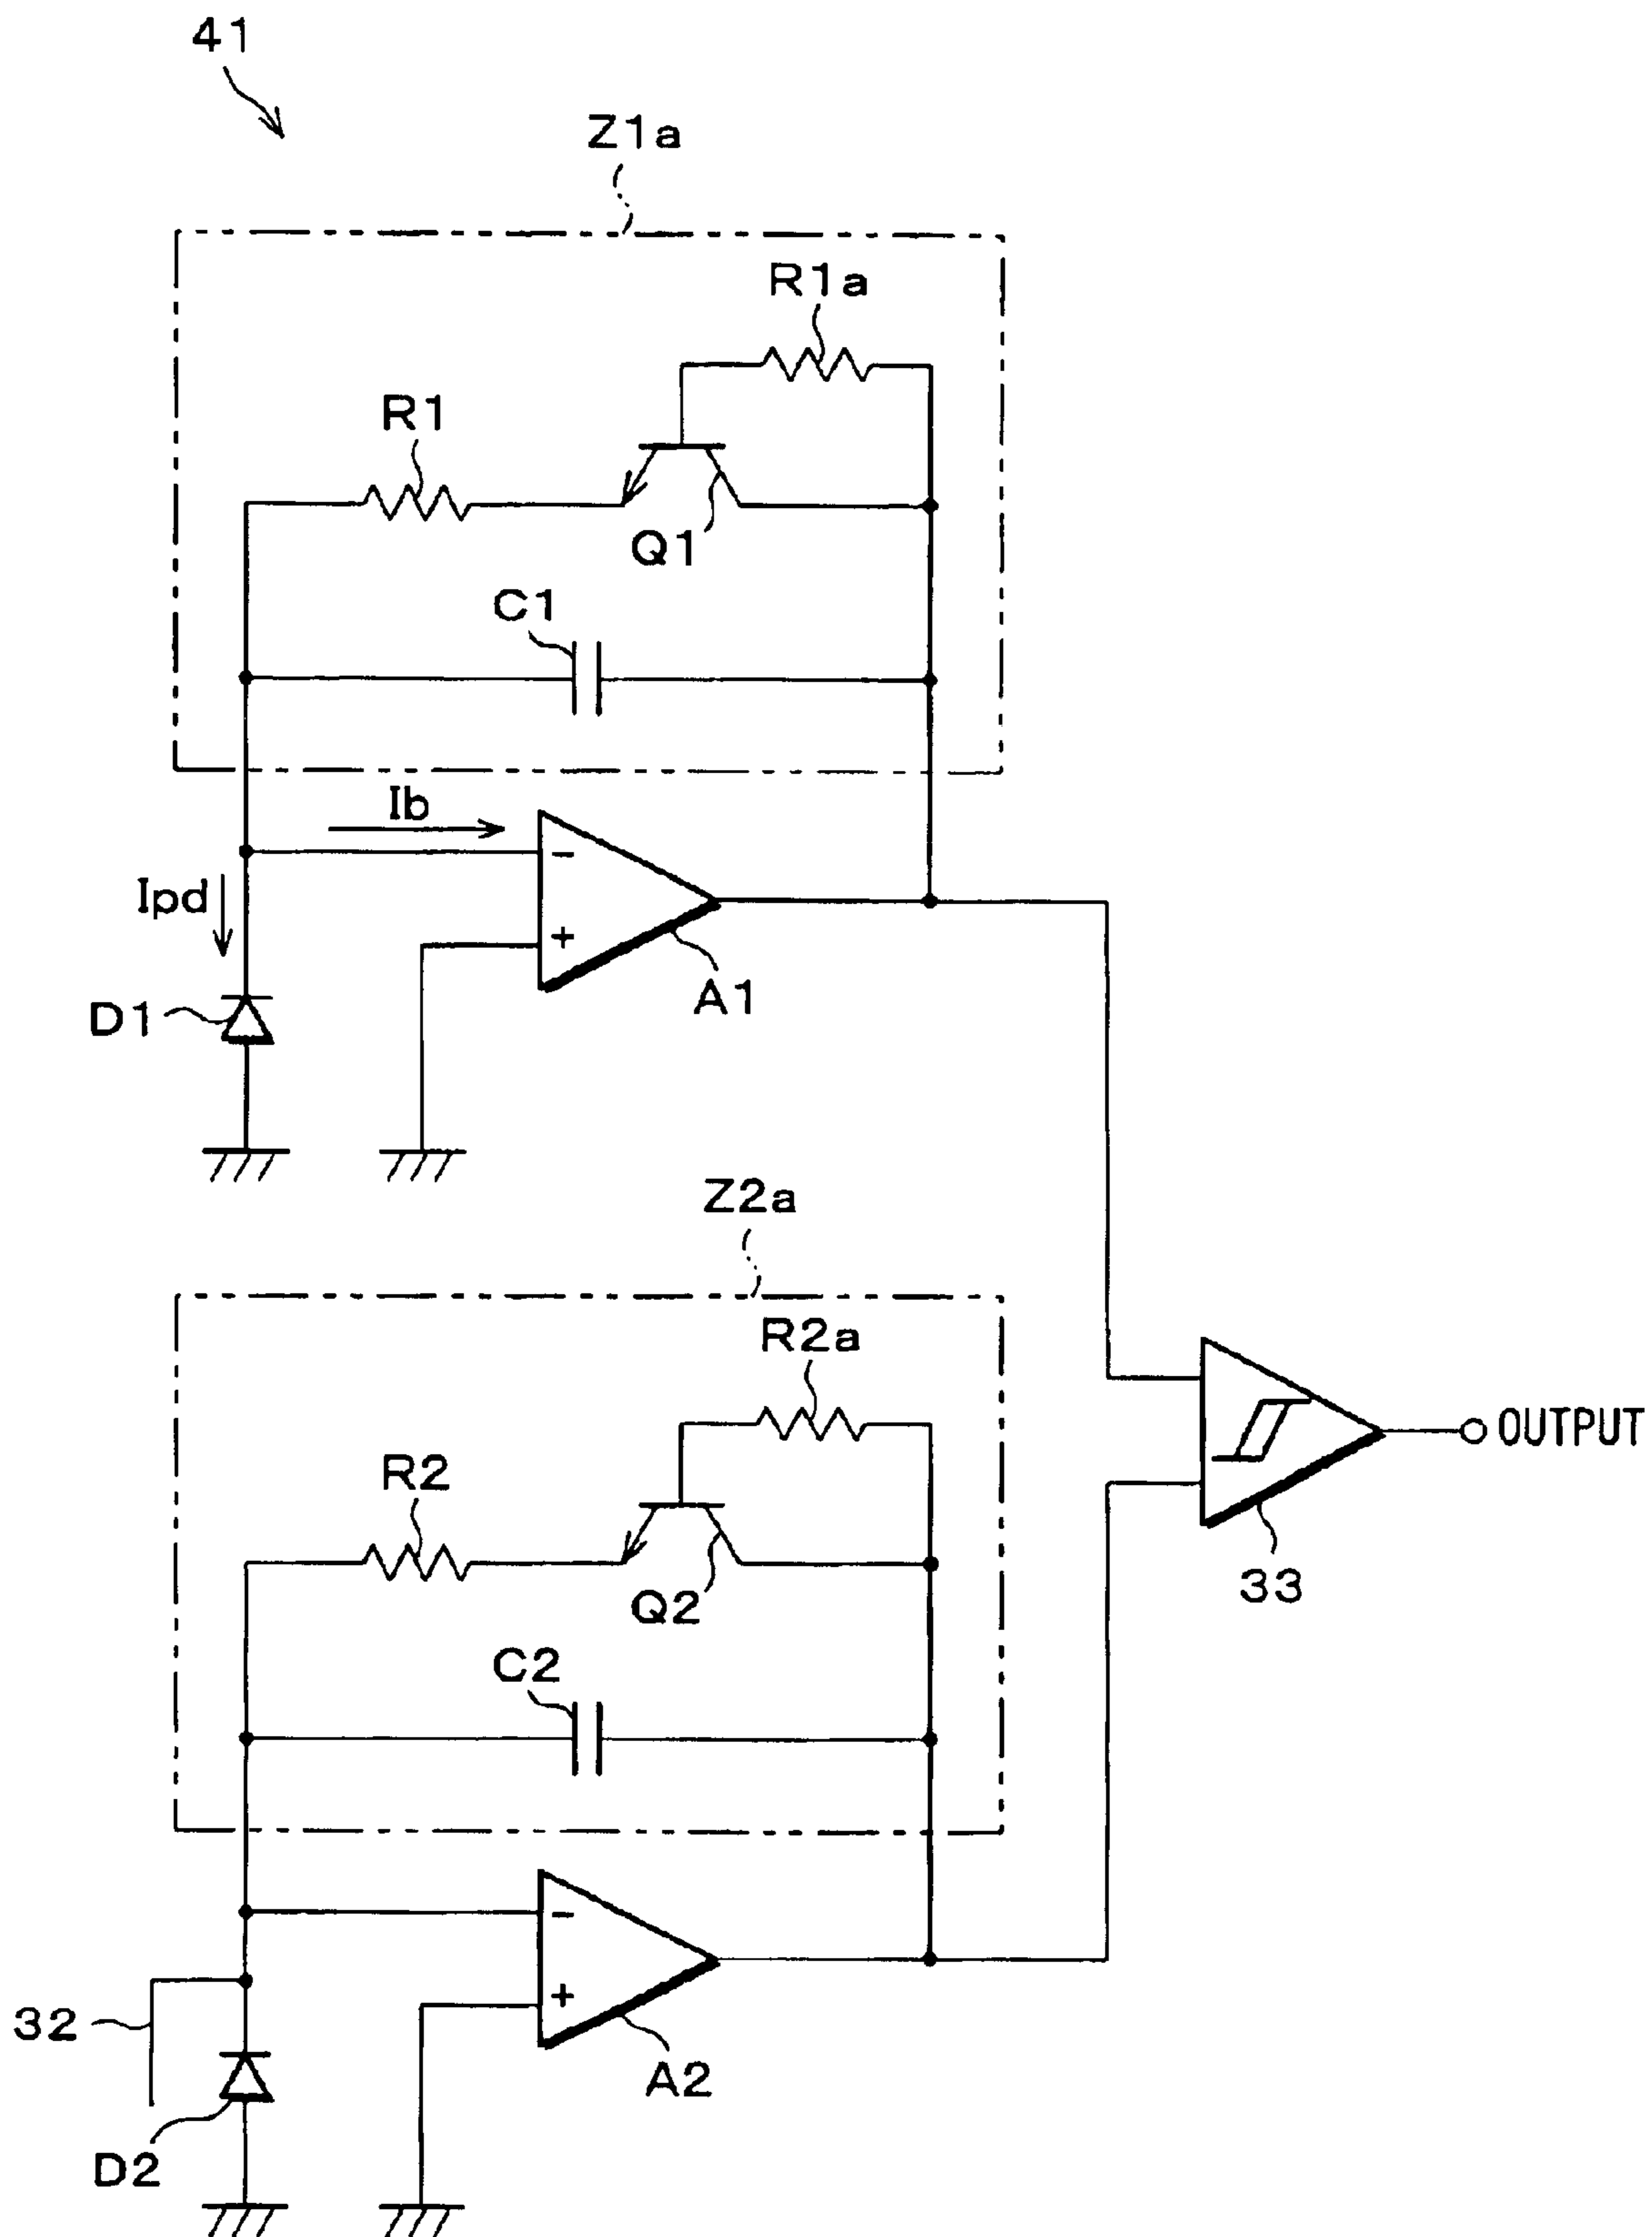 41
Z1a
R1a
R1
Q1
C1
Ib
Ipd
−
+
A1
D1
Z2a
R2a
OUTPUT
R2
33
Q2
C2
−
+
32
A2
D2